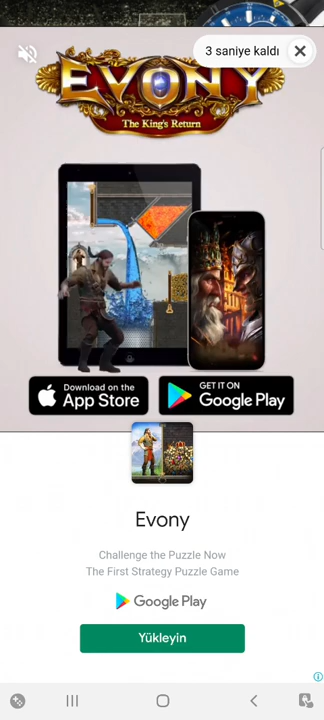 3 saniye kaldı
EVONY
The King's Return
Download on the
App Store
GET IT ON
Google Play
Evony
Challenge the Puzzle Now
The First Strategy Puzzle Game
Google Play
Yükleyin